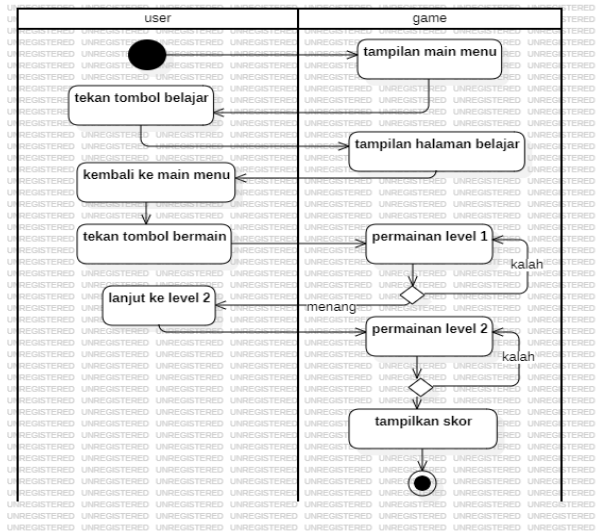 user
game
tampilan main menu
tekan tombol belajar
tampilan halaman belajar
kembali ke main menu
tekan tombol bermain
permainan level 1
kalah
lanjut ke level 2
menang
permainan level 2
kalah
tampilkan skor
UNREGISTERED